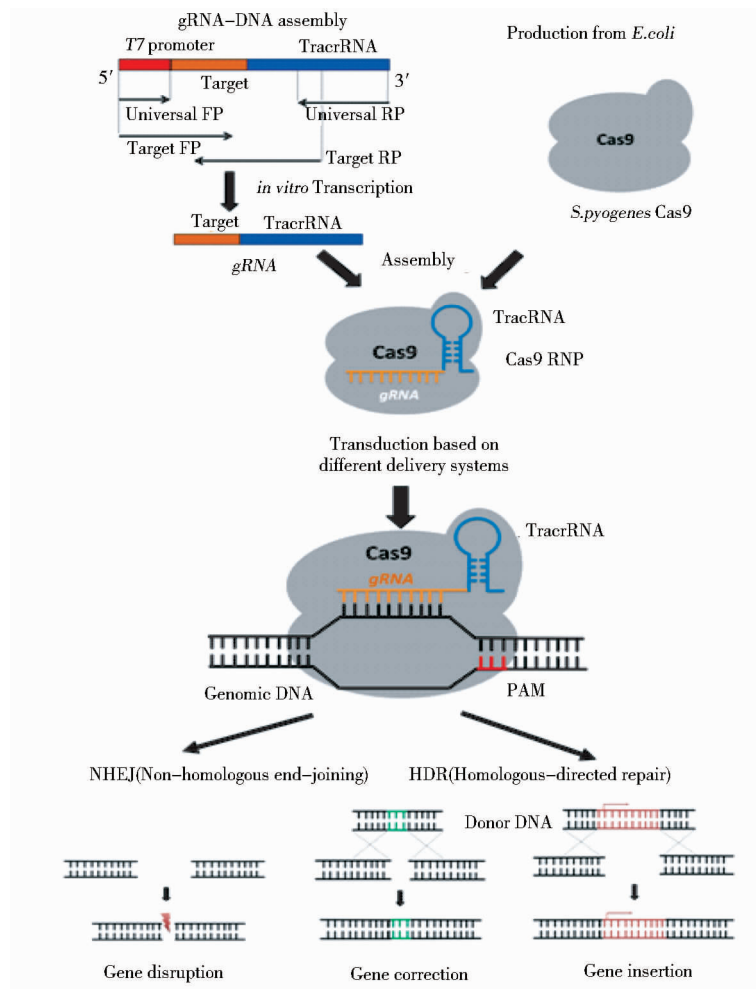 gRNA-DNA assembly
Production from E.coli
T7 promoter
TracrRNA
5′
Target
3′
Universal FP
Universal RP
Target FP
Target RP
Cas9
in vitro Transcription
S.pyogenes Cas9
Target
TracrRNA
gRNA
Assembly
TracRNA
Cas9
Cas9 RNP
gRNA
Transduction based on
different delivery systems
TracrRNA
Cas9
gRNA
Genomic DNA
PAM
NHEJ(Non-homologous end-joining)
HDR(Homologous-directed repair)
Donor DNA
Gene disruption
Gene correction
Gene insertion